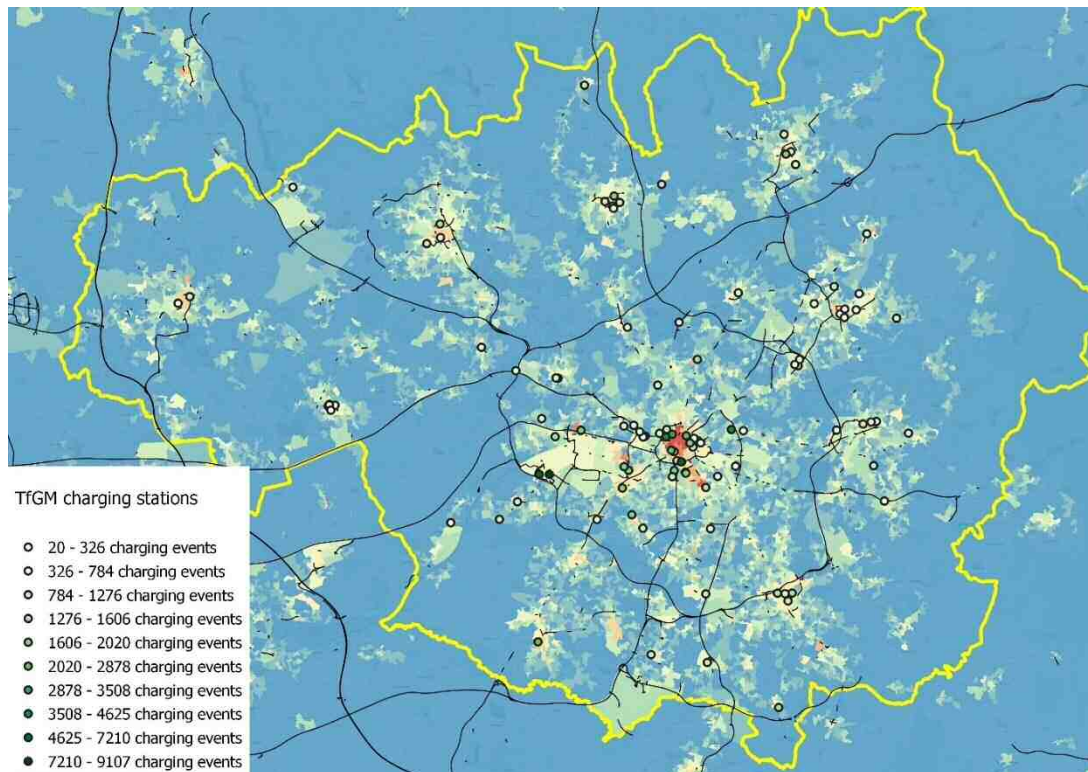 TfGM charging stations
20 - 326 charging events
326 - 784 charging events
784 - 1276 charging events
1276 - 1606 charging events
1606 - 2020 charging events
2020 - 2878 charging events
2878 - 3508 charging events
3508 - 4625 charging events
4625 - 7210 charging events
7210 - 9107 charging events